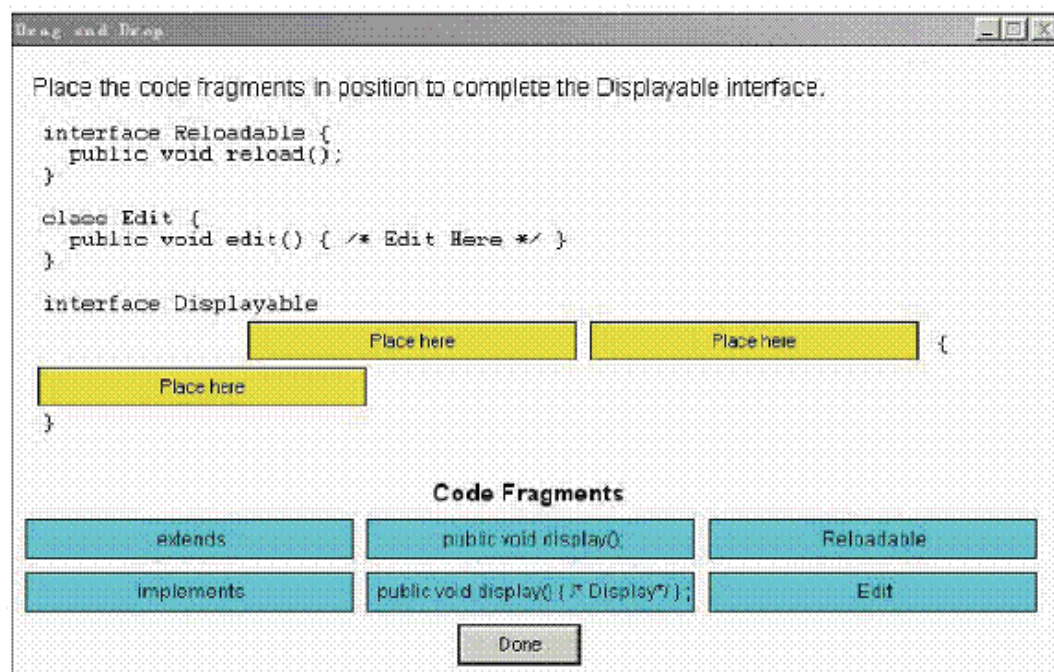 Drag and Drop
Place the code fragments in position to complete the Displayable interface.
interface Reloadable {
public void reload();
}
class Edit {
public void edit() { /* Edit Here */ }
}
interface Displayable
Place here Place here {
Place here
}
Code Fragments
extends public void display(); Reloadable
implements public void display() { /* Display*/ } ; Edit
Done